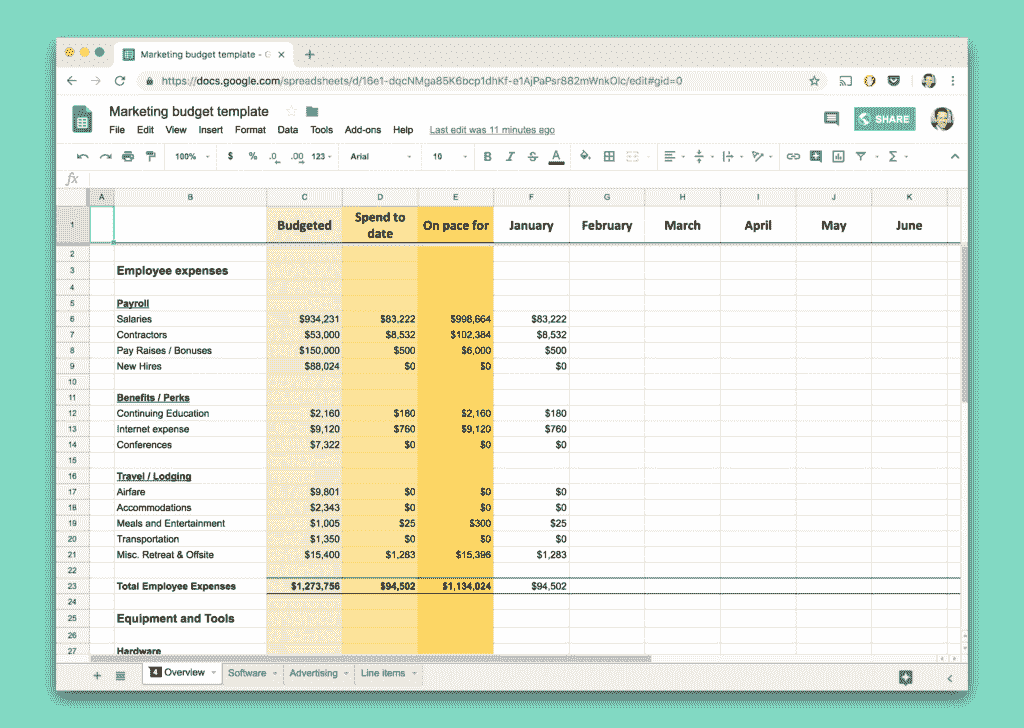 Marketing budget template - G
https://docs.google.com/spreadsheets/d/16e1-dqcNMga85K6bcp1dhKf-e1AjPaPsr882mWnkOlc/edit#gid=0
Marketing budget template
File Edit View Insert Format Data Tools Add-ons Help Last edit was 11 minutes ago
SHARE
100% $ % .0 .00 123 Arial 10 B I S A
fx
A B C D E F G H I J K
1 Budgeted Spend to date On pace for January February March April May June
2
3 Employee expenses
4
5 Payroll
6 Salaries $934,231 $83,222 $998,664 $83,222
7 Contractors $53,000 $8,532 $102,384 $8,532
8 Pay Raises / Bonuses $150,000 $500 $6,000 $500
9 New Hires $88,024 $0 $0 $0
10
11 Benefits / Perks
12 Continuing Education $2,160 $180 $2,160 $180
13 Internet expense $9,120 $760 $9,120 $760
14 Conferences $7,322 $0 $0 $0
15
16 Travel / Lodging
17 Airfare $9,801 $0 $0 $0
18 Accommodations $2,343 $0 $0 $0
19 Meals and Entertainment $1,005 $25 $300 $25
20 Transportation $1,350 $0 $0 $0
21 Misc. Retreat & Offsite $15,400 $1,283 $15,396 $1,283
22
23 Total Employee Expenses $1,273,756 $94,502 $1,134,024 $94,502
24
25 Equipment and Tools
26
27 Hardware
4 Overview Software Advertising Line items